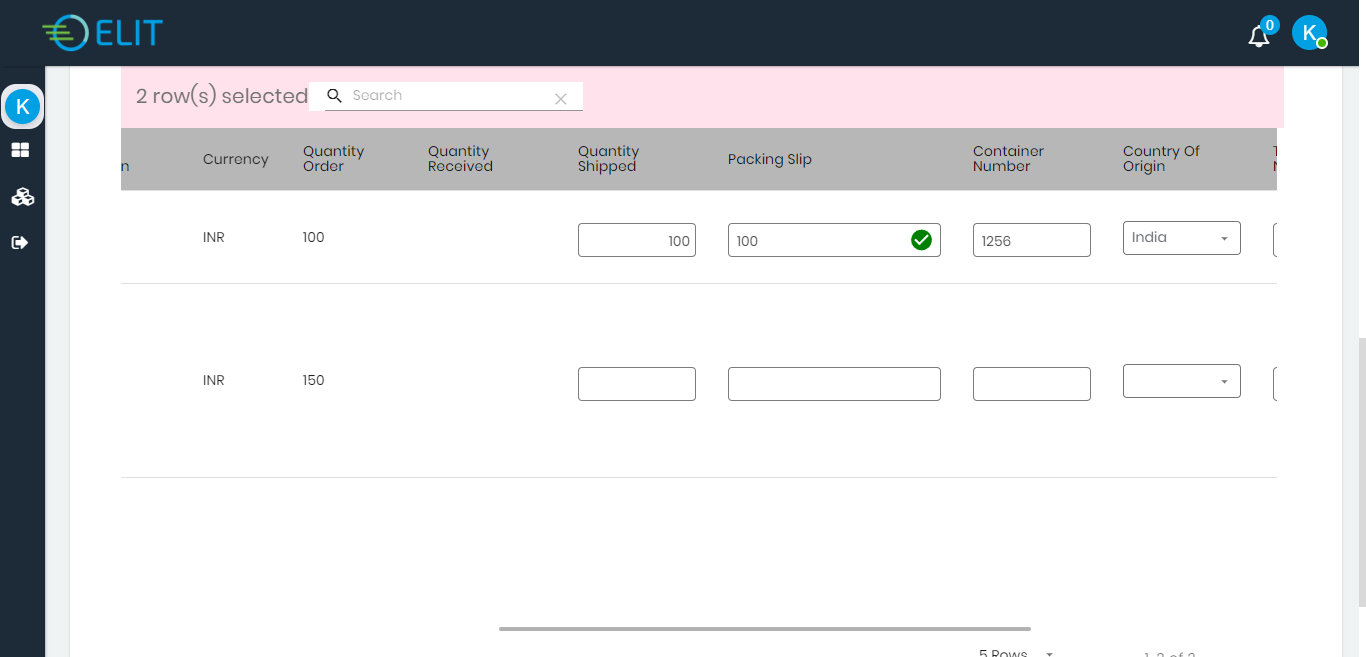 ELIT
0
K
K
2 row(s) selected
Search
n
Currency
Quantity Order
Quantity Received
Quantity Shipped
Packing Slip
Container Number
Country Of Origin
INR
100
100
100
1256
India
INR
150
5 Rows